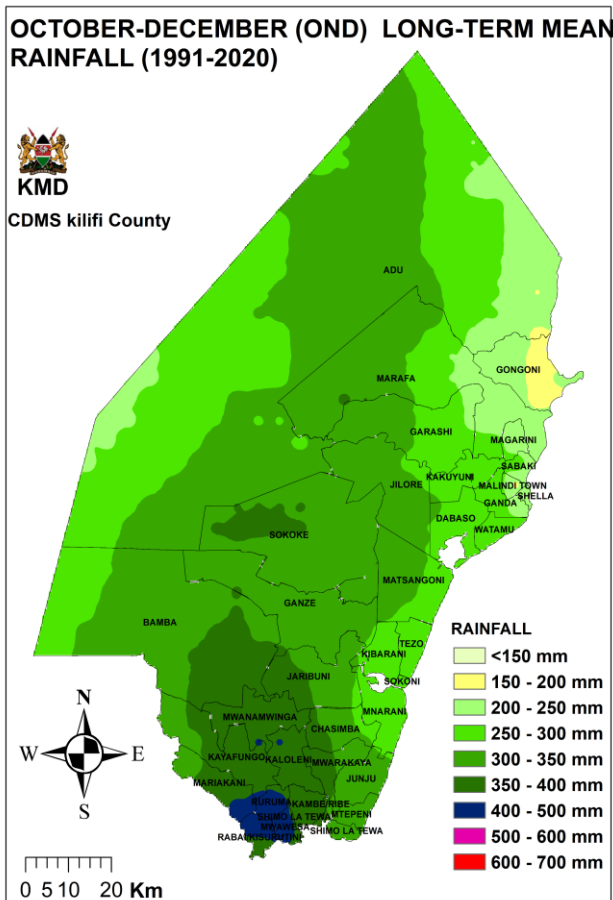 OCTOBER-DECEMBER (OND) LONG-TERM MEAN
RAINFALL (1991-2020)
KMD
CDMS kilifi County
ADU
GONGONI
MARAFA
GARASHI
MAGARINI
SABAKI
KAKUYUNI
JILORE
MALINDI TOWN
SHELLA
GANDA
DABASO
WATAMU
SOKOKE
MATSANGONI
GANZE
BAMBA
TEZO
KIBARANI
JARIBUNI
SOKONI
MNARANI
MWANAMWINGA
CHASIMBA
KAYAFUNGO
KALOLENI
MWARAKAYA
JUNJU
MARIAKANI
RURUMA
KAMBE/RIBE
MTEPENI
SHIMO LA TEWA
MWAWESA
SHIMO LA TEWA
RABAI/KISURUTINI
RAINFALL
<150 mm
150 - 200 mm
200 - 250 mm
250 - 300 mm
300 - 350 mm
350 - 400 mm
400 - 500 mm
500 - 600 mm
600 - 700 mm
N
W E
S
0 5 10 20 Km